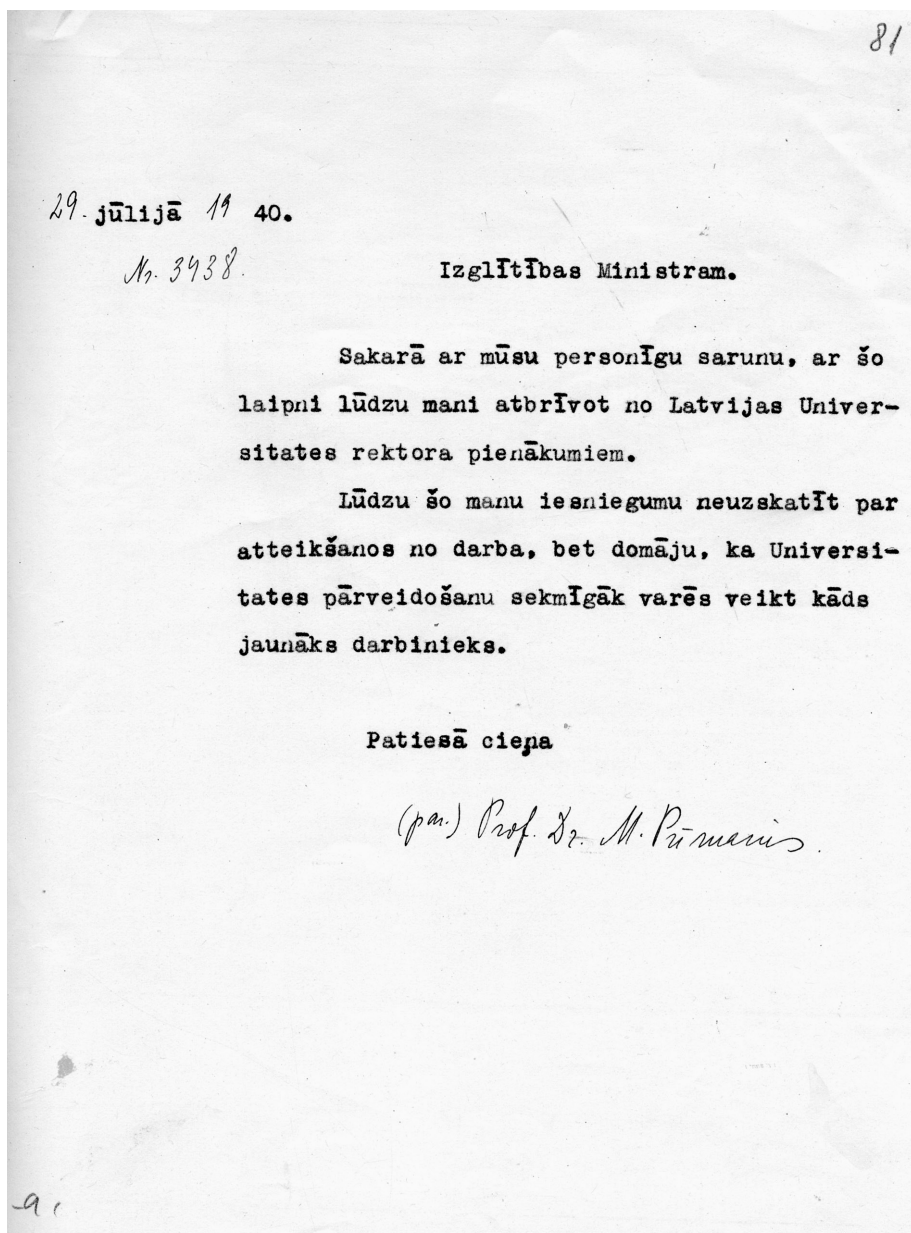 81
29. jūlijā 19 40.
Nr. 3938.
Izglītības Ministram.
Sakarā ar mūsu personīgu sarunu, ar šo
laipni lūdzu mani atbrīvot no Latvijas Univer-
sitates rektora pienākumiem.
Lūdzu šo manu iesniegumu neuzskatīt par
atteikšanos no darba, bet domāju, ka Universi-
tates pārveidošanu sekmīgāk varēs veikt kāds
jaunāks darbinieks.
Patiesā cieņa
(par.) Prof. Dr. M. Prīmanis.